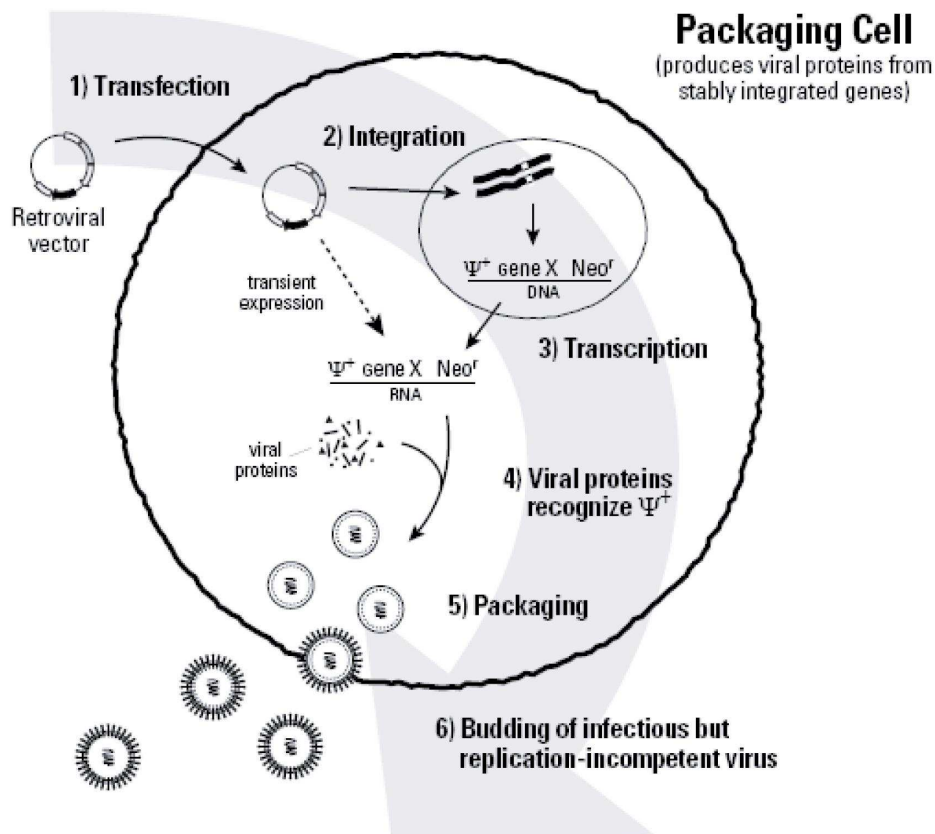 Packaging Cell
(produces viral proteins from
stably integrated genes)
1) Transfection
2) Integration
Retroviral
vector
transient
expression
Ψ+ gene X Neoʳ
DNA
3) Transcription
Ψ+ gene X Neoʳ
RNA
viral
proteins
4) Viral proteins
recognize Ψ+
5) Packaging
6) Budding of infectious but
replication-incompetent virus